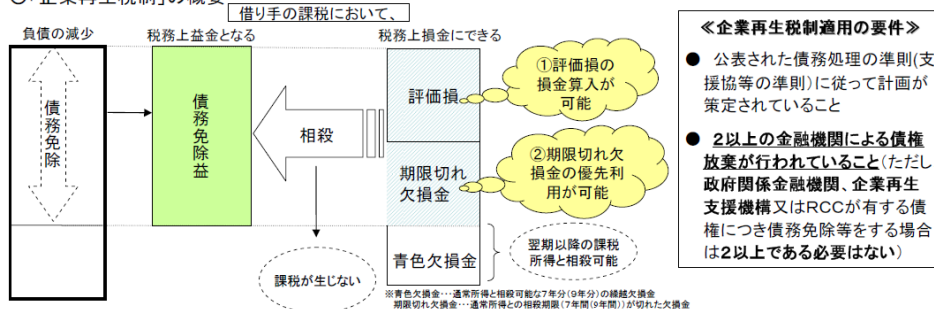 ○「企業再生税制」の概要
借り手の課税において、
負債の減少
税務上益金となる
税務上損金にできる
債務免除
債務免除益
相殺
評価損
期限切れ
欠損金
青色欠損金
①評価損の
損金算入が
可能
②期限切れ欠
損金の優先利
用が可能
課税が生じない
翌期以降の課税
所得と相殺可能
※青色欠損金･･･通常所得と相殺可能な7年分(9年分)の繰越欠損金
期限切れ欠損金･･･通常所得との相殺期限(7年間(9年間))が切れた欠損金
≪企業再生税制適用の要件≫
● 公表された債務処理の準則(支
援協等の準則)に従って計画が
策定されていること
● 2以上の金融機関による債権
放棄が行われていること(ただし
政府関係金融機関、企業再生
支援機構又はRCCが有する債
権につき債務免除等をする場合
は2以上である必要はない)